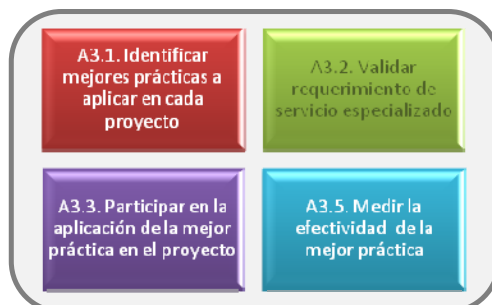 A3.1. Identificar
mejores prácticas a
aplicar en cada
proyecto
A3.2. Validar
requerimiento de
servicio especializado
A3.3. Participar en la
aplicación de la mejor
práctica en el proyecto
A3.5. Medir la
efectividad de la
mejor práctica